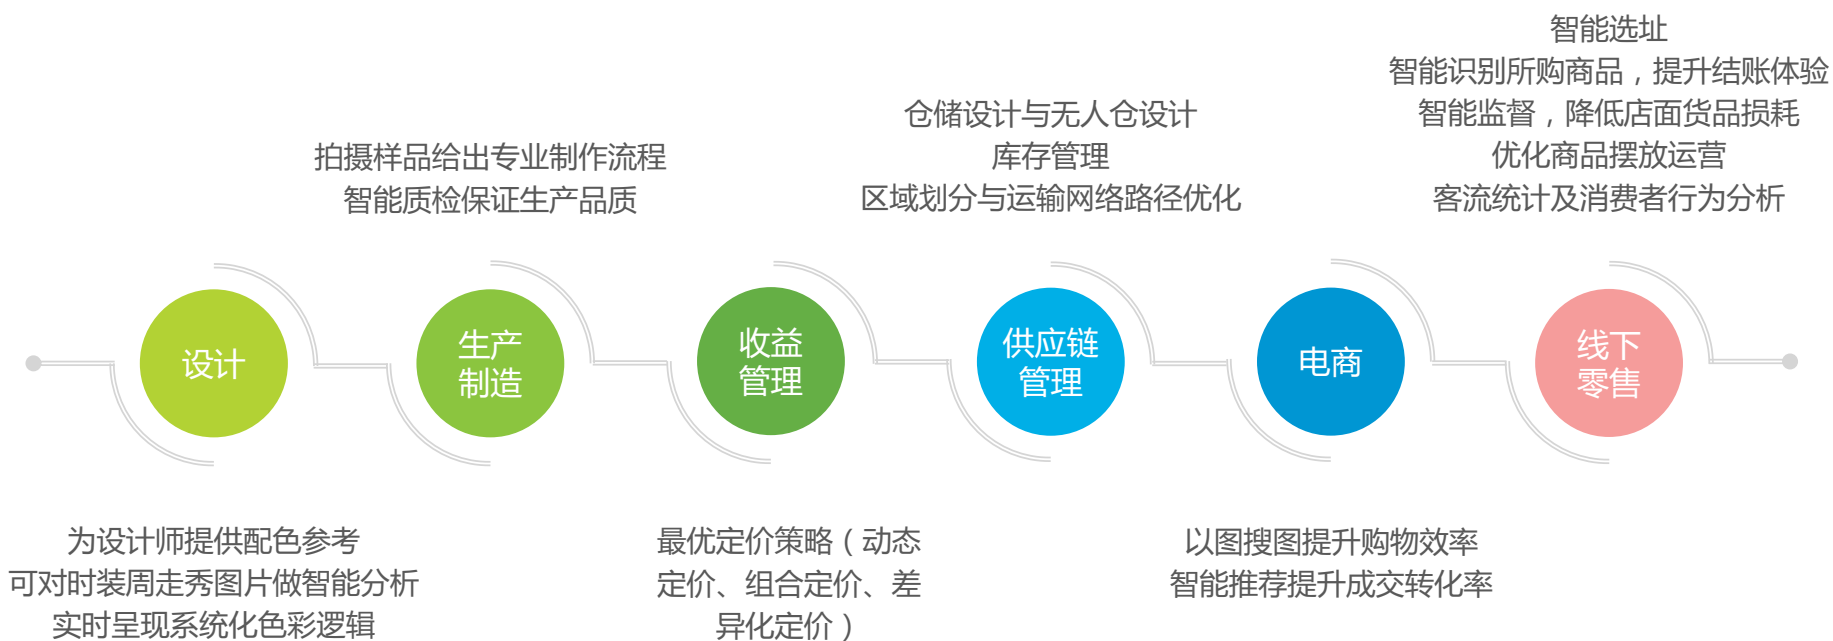 智能选址
智能识别所购商品，提升结账体验
智能监督，降低店面货品损耗
优化商品摆放运营
客流统计及消费者行为分析
仓储设计与无人仓设计
库存管理
区域划分与运输网络路径优化
拍摄样品给出专业制作流程
智能质检保证生产品质
设计
生产
制造
收益
管理
供应链
管理
电商
线下
零售
为设计师提供配色参考
可对时装周走秀图片做智能分析
实时呈现系统化色彩逻辑
最优定价策略（动态
定价、组合定价、差
异化定价）
以图搜图提升购物效率
智能推荐提升成交转化率